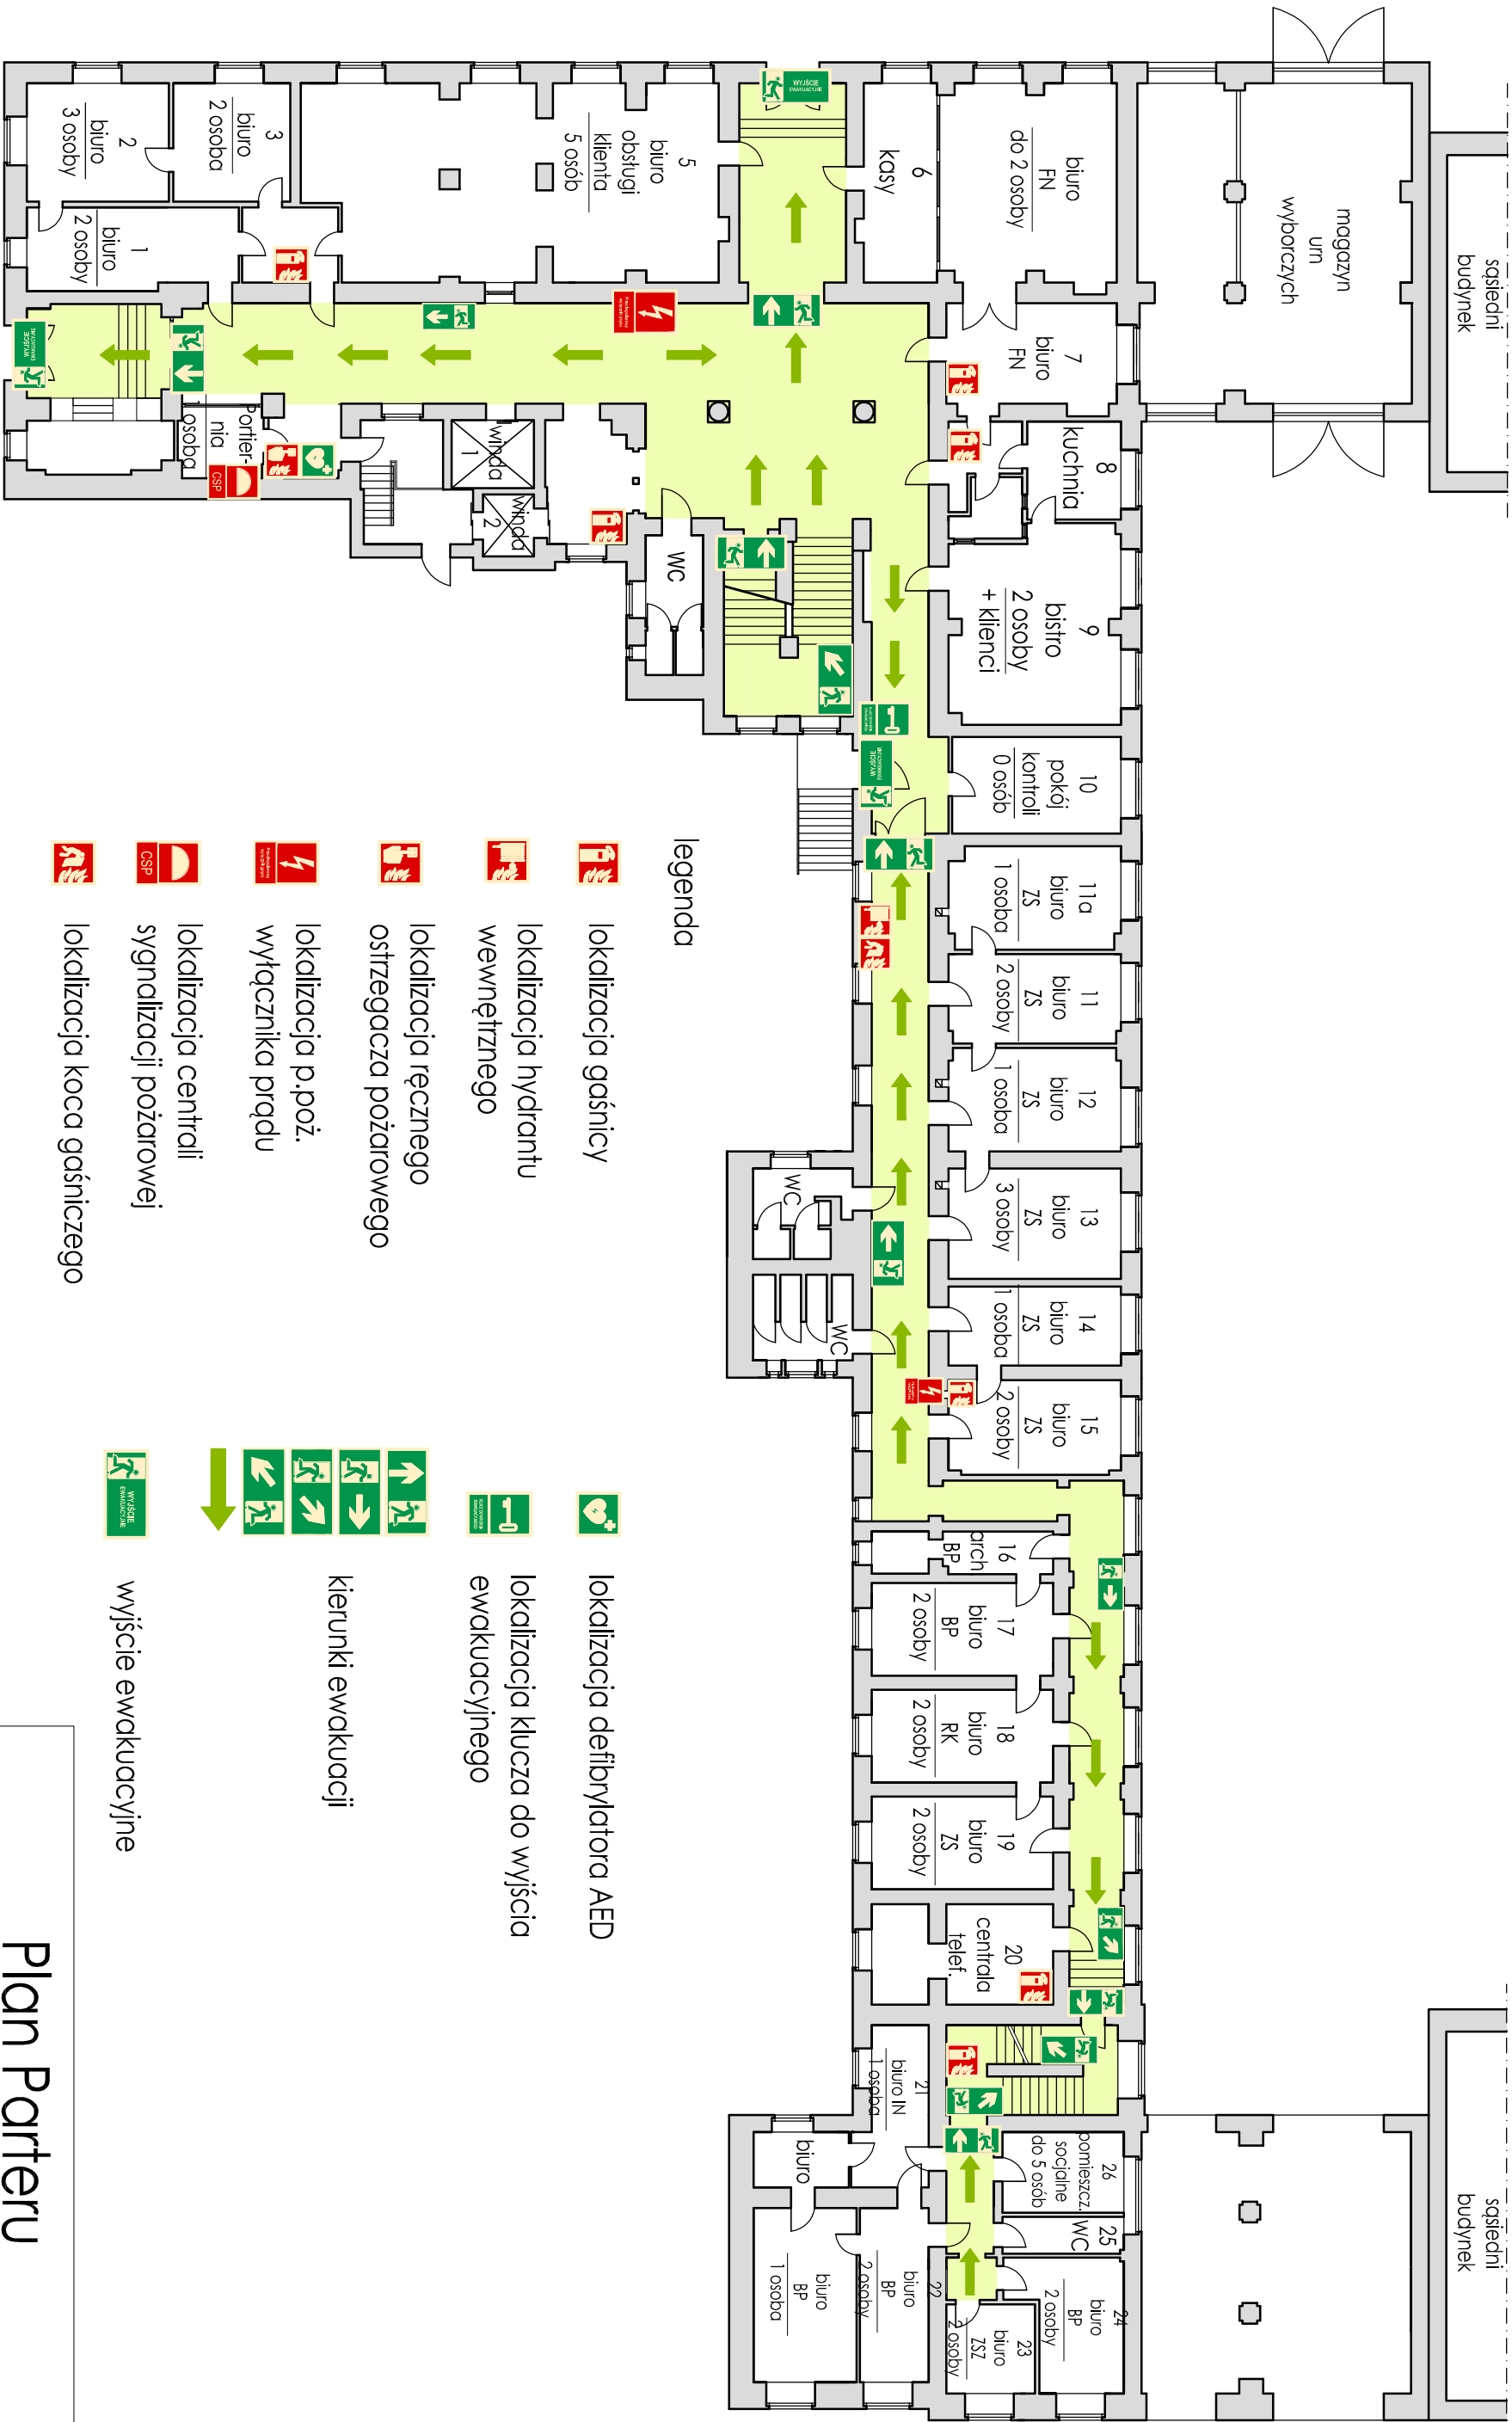 sąsiedni
budynek
sąsiedni
budynek
magazyn
urn
wyborczych
biuro
FN
do 2 osoby
6
kasy
WYJŚCIE
EWAKUACYJNE
5
biuro
obsługi
klienta
5 osób
3
biuro
2 osoba
2
biuro
3 osoby
1
biuro
2 osoby
7
biuro
FN
8
kuchnia
9
bistro
2 osoby
+ klienci
10
pokój
kontroli
0 osób
11a
biuro
ZS
1 osoba
11
biuro
ZS
2 osoby
12
biuro
ZS
1 osoba
13
biuro
ZS
3 osoby
14
biuro
ZS
1 osoba
15
biuro
ZS
2 osoby
16
arch
BP
17
biuro
BP
2 osoby
18
biuro
RK
2 osoby
19
biuro
ZS
2 osoby
20
centrala
telef.
21
biuro IN
1 osoba
biuro
biuro
BP
1 osoba
22
biuro
BP
2 osoby
23
biuro
ZSZ
2 osoby
24
biuro
BP
2 osoby
25
WC
26
pomieszcz.
socjalne
do 5 osób
WYJŚCIE
EWAKUACYJNE
Portier-
nia
1 osoba
CSP
winda
1
winda
2
WC
WYJŚCIE
EWAKUACYJNE
WC
WC
legenda
lokalizacja gaśnicy
lokalizacja hydrantu
wewnętrznego
lokalizacja ręcznego
ostrzegacza pożarowego
lokalizacja p.poż.
wyłącznika prądu
CSP
lokalizacja centrali
sygnalizacji pożarowej
lokalizacja koca gaśniczego
lokalizacja defibrylatora AED
lokalizacja klucza do wyjścia
ewakuacyjnego
kierunki ewakuacji
WYJŚCIE
EWAKUACYJNE
wyjście ewakuacyjne
Plan Parteru